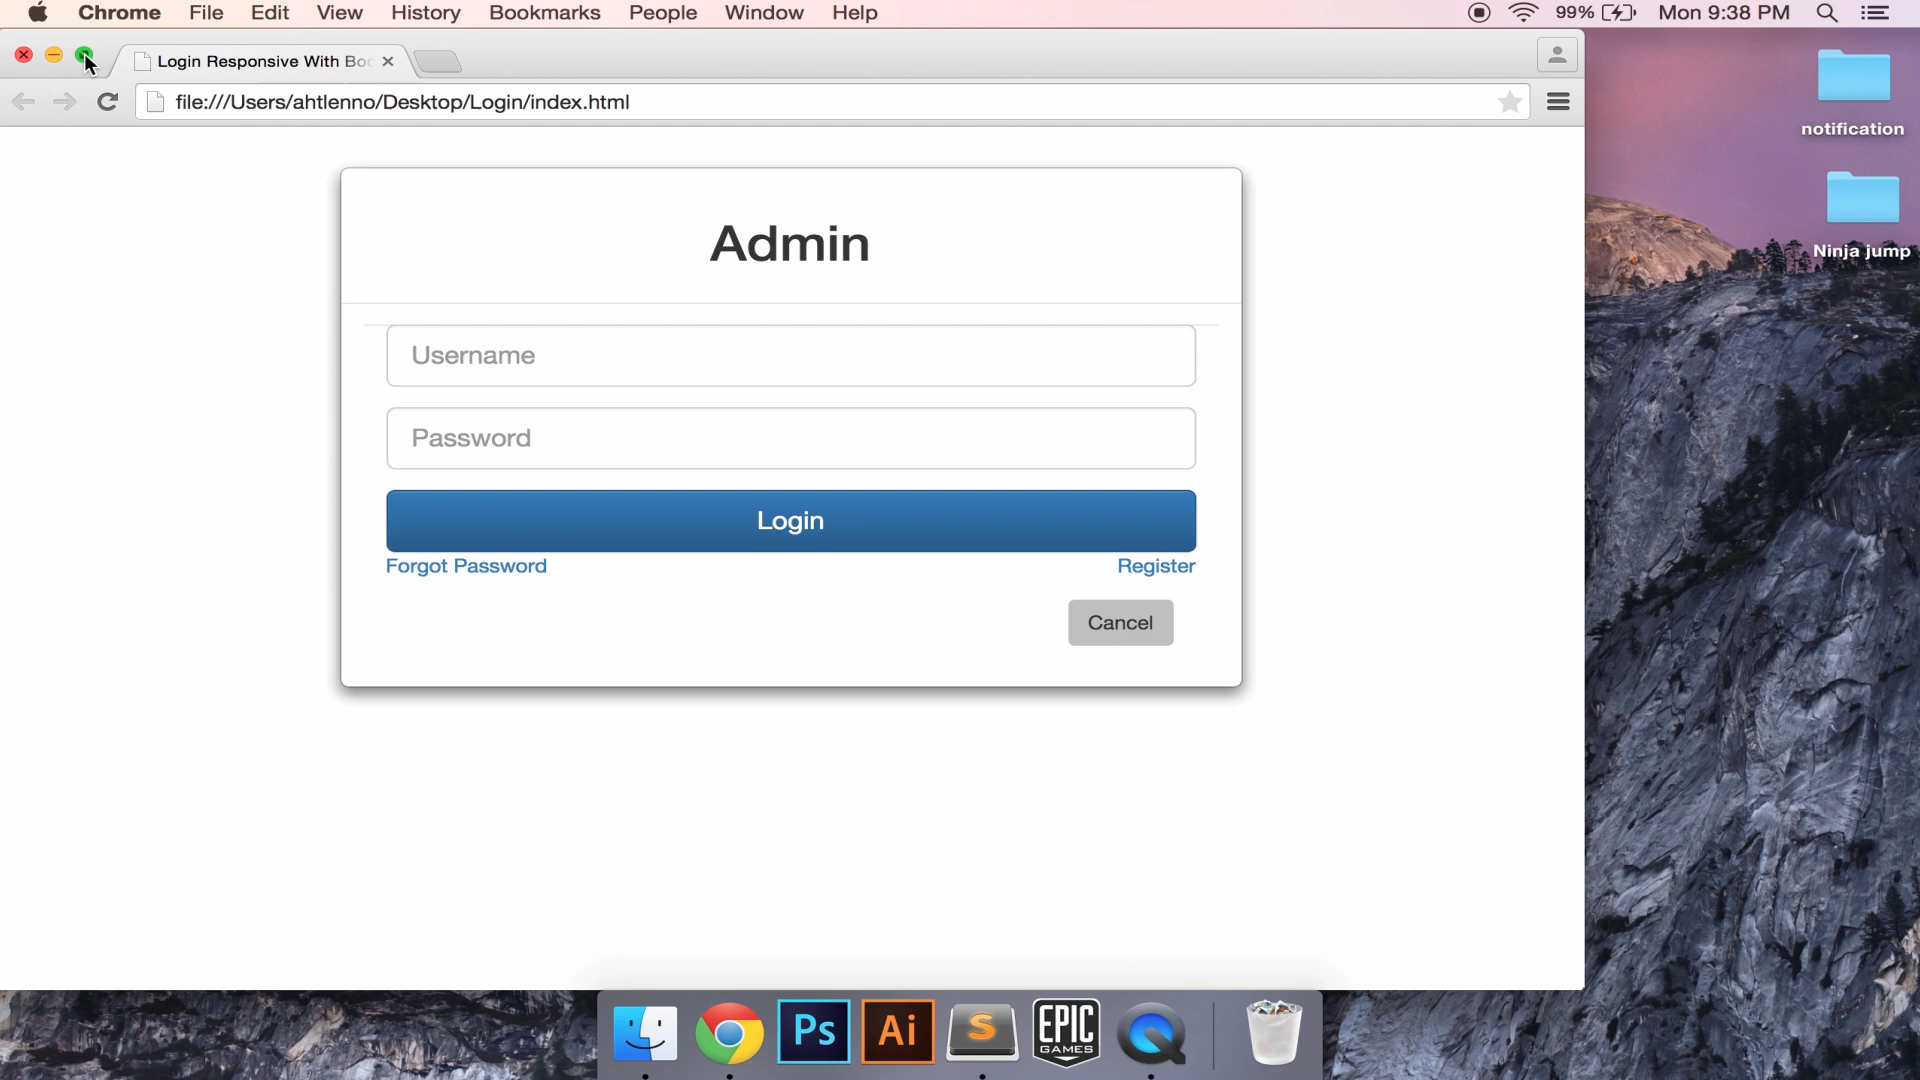 Chrome File Edit View History Bookmarks People Window Help 99% Mon 9:38 PM
Login Responsive With Boo
file:///Users/ahtlenno/Desktop/Login/index.html
notification
Ninja jump
Admin
Username
Password
Login
Forgot Password Register
Cancel
Ps Ai S EPIC GAMES